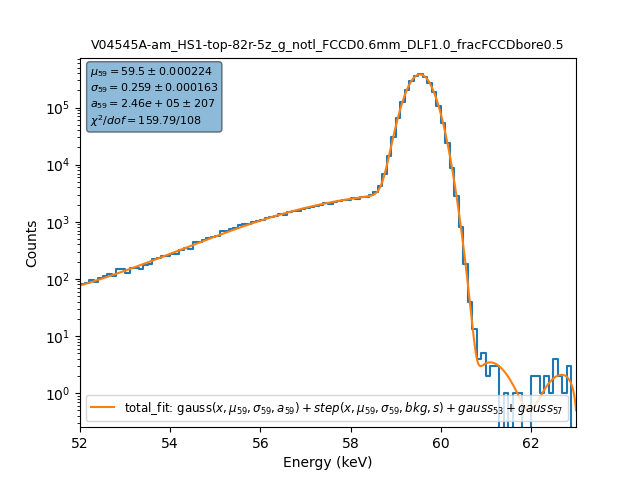 V04545A-am_HS1-top-82r-5z_g_notl_FCCD0.6mm_DLF1.0_fracFCCDbore0.5
μ₅₉ = 59.5 ± 0.000224
σ₅₉ = 0.259 ± 0.000163
a₅₉ = 2.46e + 05 ± 207
χ²/dof = 159.79/108
Counts
10⁵
10⁴
10³
10²
10¹
10⁰
total_fit: gauss(x, μ₅₉, σ₅₉, a₅₉) + step(x, μ₅₉, σ₅₉, bkg, s) + gauss₅₃ + gauss₅₇
52 54 56 58 60 62
Energy (keV)